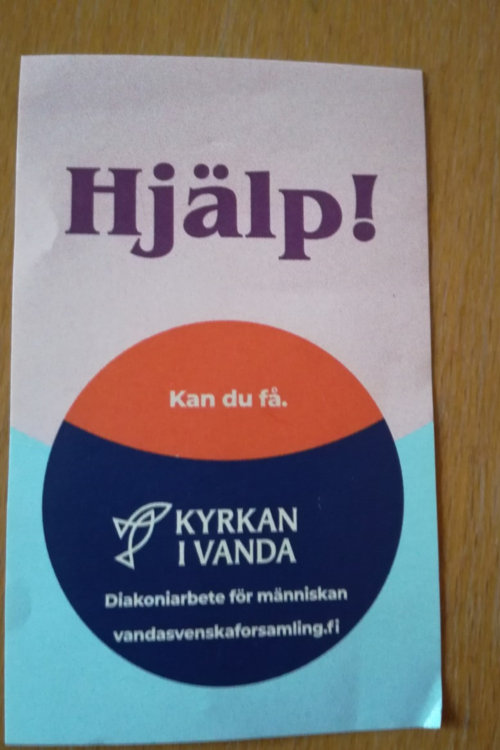 Hjälp!
Kan du få.
KYRKAN
I VANDA
Diakoniarbete för människan
vandasvenskaforsamling.fi